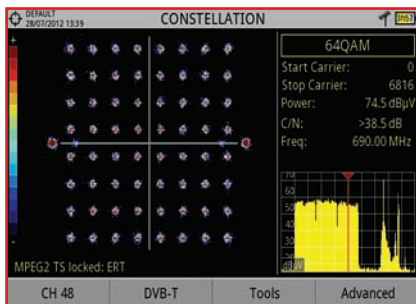 DEFAULT
28/07/2012 13:39
CONSTELLATION
64QAM
Start Carrier: 0
Stop Carrier: 6816
Power: 74.5 dBµV
C/N: >38.5 dB
Freq: 690.00 MHz
+
-
70
60
50
40
30
dBµV
MPEG2 TS locked: ERT
CH 48
DVB-T
Tools
Advanced